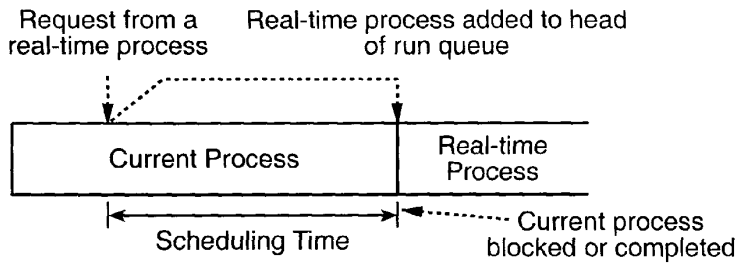 Request from a
real-time process
Real-time process added to head
of run queue
Current Process
Real-time
Process
Scheduling Time
Current process
blocked or completed